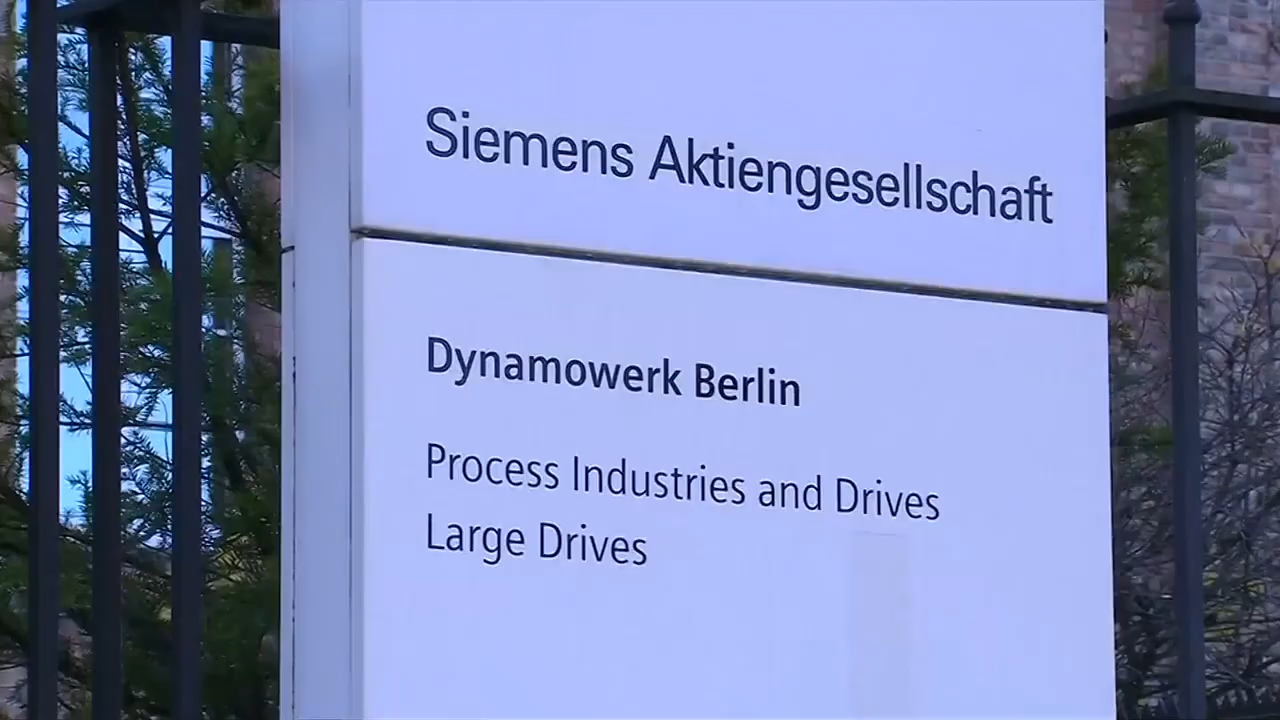 Siemens Aktiengesellschaft
Dynamowerk Berlin
Process Industries and Drives
Large Drives